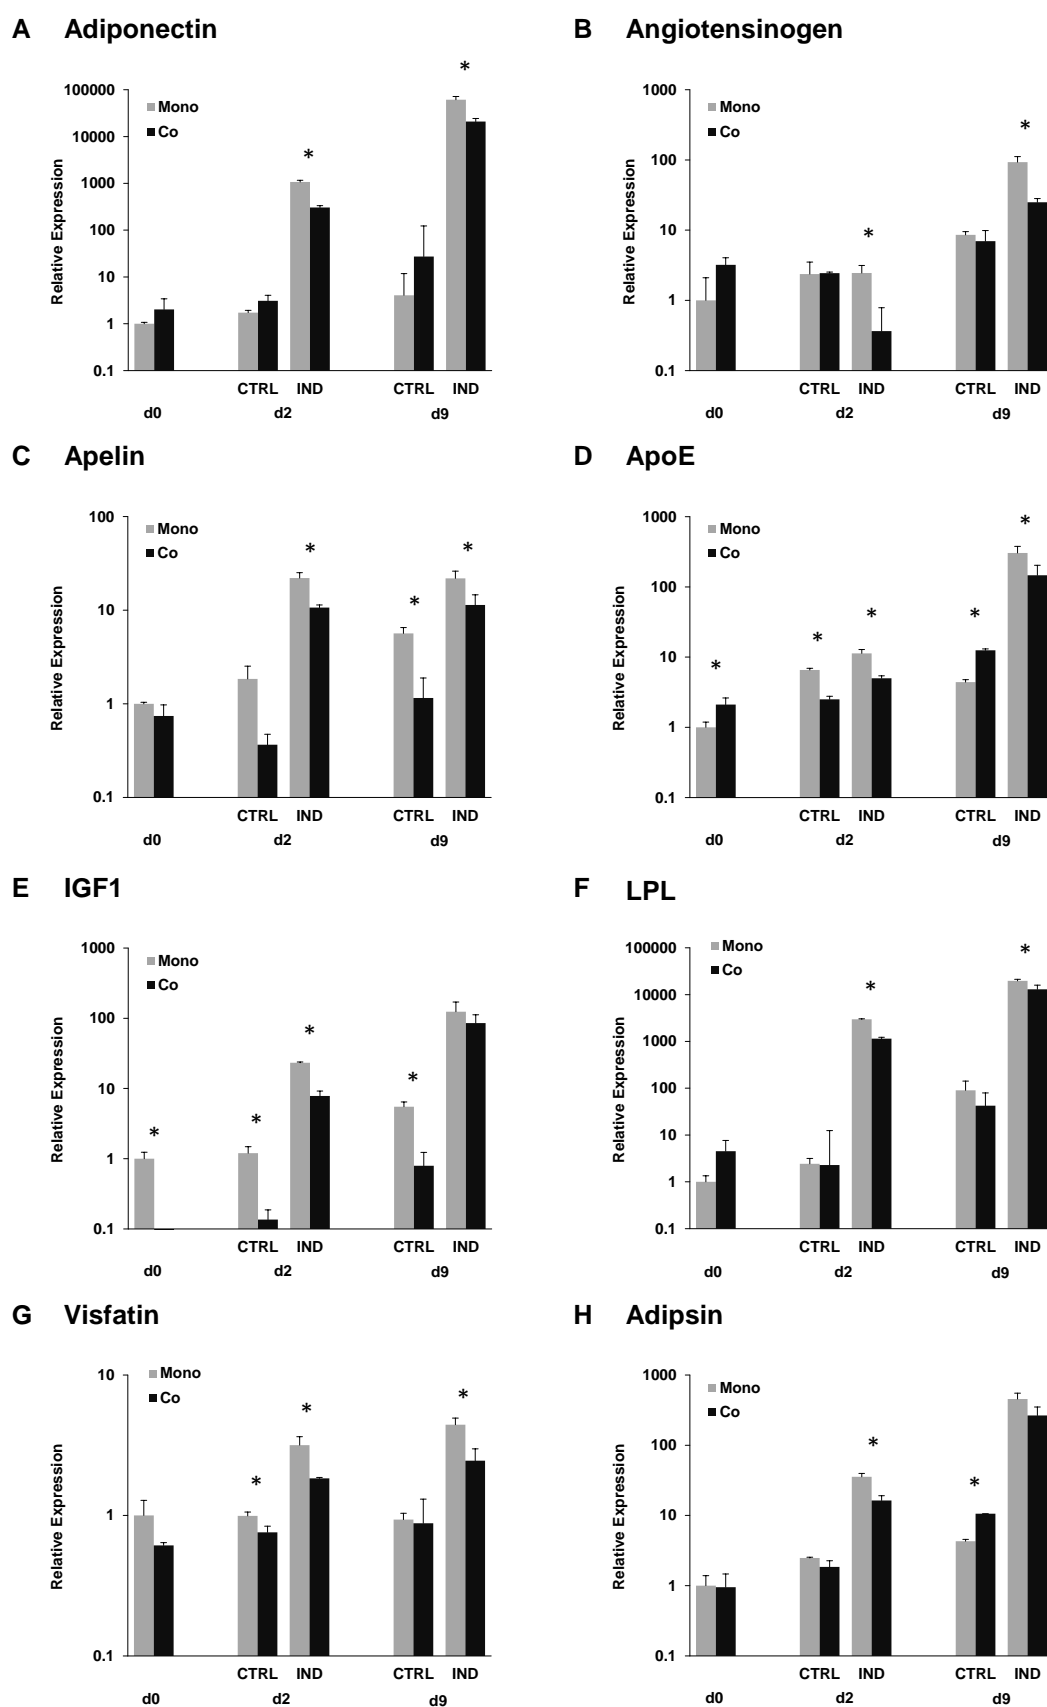 A Adiponectin
*
100000
Mono
10000
Co
*
1000
100
10
1
0.1
Relative Expression
CTRL IND CTRL IND
d0 d2 d9
B Angiotensinogen
1000
Mono
Co
*
100
*
10
1
0.1
Relative Expression
CTRL IND CTRL IND
d0 d2 d9
C Apelin
100
Mono
Co
* *
*
10
1
0.1
Relative Expression
CTRL IND CTRL IND
d0 d2 d9
D ApoE
1000
Mono
Co
*
100
* * *
10
*
1
0.1
Relative Expression
CTRL IND CTRL IND
d0 d2 d9
E IGF1
1000
Mono
Co
100
*
10
*
*
*
1
0.1
Relative Expression
CTRL IND CTRL IND
d0 d2 d9
F LPL
100000
Mono
Co
*
10000
*
1000
100
10
1
0.1
Relative Expression
CTRL IND CTRL IND
d0 d2 d9
G Visfatin
10
Mono
Co
*
*
*
1
0.1
Relative Expression
CTRL IND CTRL IND
d0 d2 d9
H Adipsin
1000
Mono
Co
100
*
*
10
1
0.1
Relative Expression
CTRL IND CTRL IND
d0 d2 d9